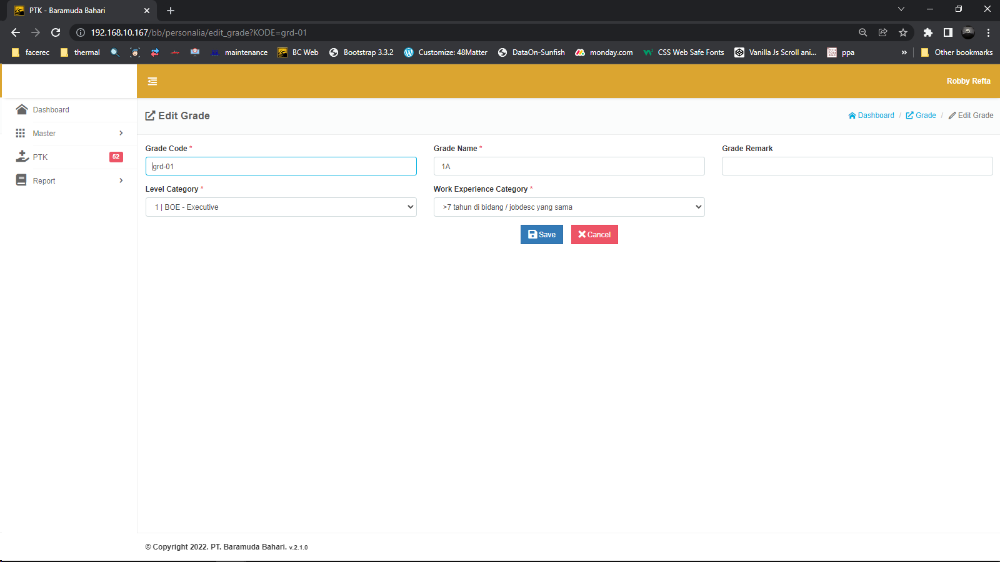 PTK - Baramuda Bahari
192.168.10.167/bb/personalia/edit_grade?KODE=grd-01
facerec thermal maintenance BC Web Bootstrap 3.3.2 Customize: 48Matter DataOn-Sunfish monday.com CSS Web Safe Fonts Vanilla Js Scroll ani... ppa » Other bookmarks
Robby Refta
Dashboard
Master
PTK 52
Report
Edit Grade
Dashboard / Grade / Edit Grade
Grade Code * Grade Name * Grade Remark
grd-01 1A
Level Category * Work Experience Category *
1 | BOE - Executive >7 tahun di bidang / jobdesc yang sama
Save Cancel
© Copyright 2022. PT. Baramuda Bahari. v.2.1.0